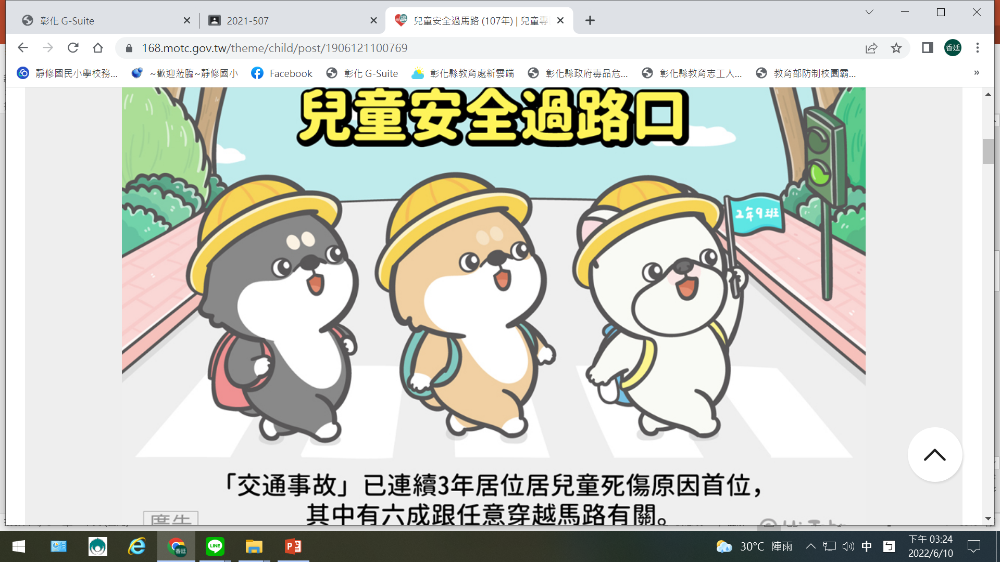 彰化 G-Suite
2021-507
兒童安全過馬路 (107年) | 兒童專
168.motc.gov.tw/theme/child/post/1906121100769
香廷
靜修國民小學校務...
~歡迎蒞臨~靜修國小
Facebook
彰化 G-Suite
彰化縣教育處新雲端
彰化縣政府毒品危...
彰化縣教育志工人...
教育部防制校園霸...
»
兒童安全過路口
2年9班
「交通事故」已連續3年居位居兒童死傷原因首位，
其中有六成跟任意穿越馬路有關。
廣告
香廷
LINE
30°C 陣雨
中
ㄅ
下午 03:24
2022/6/10